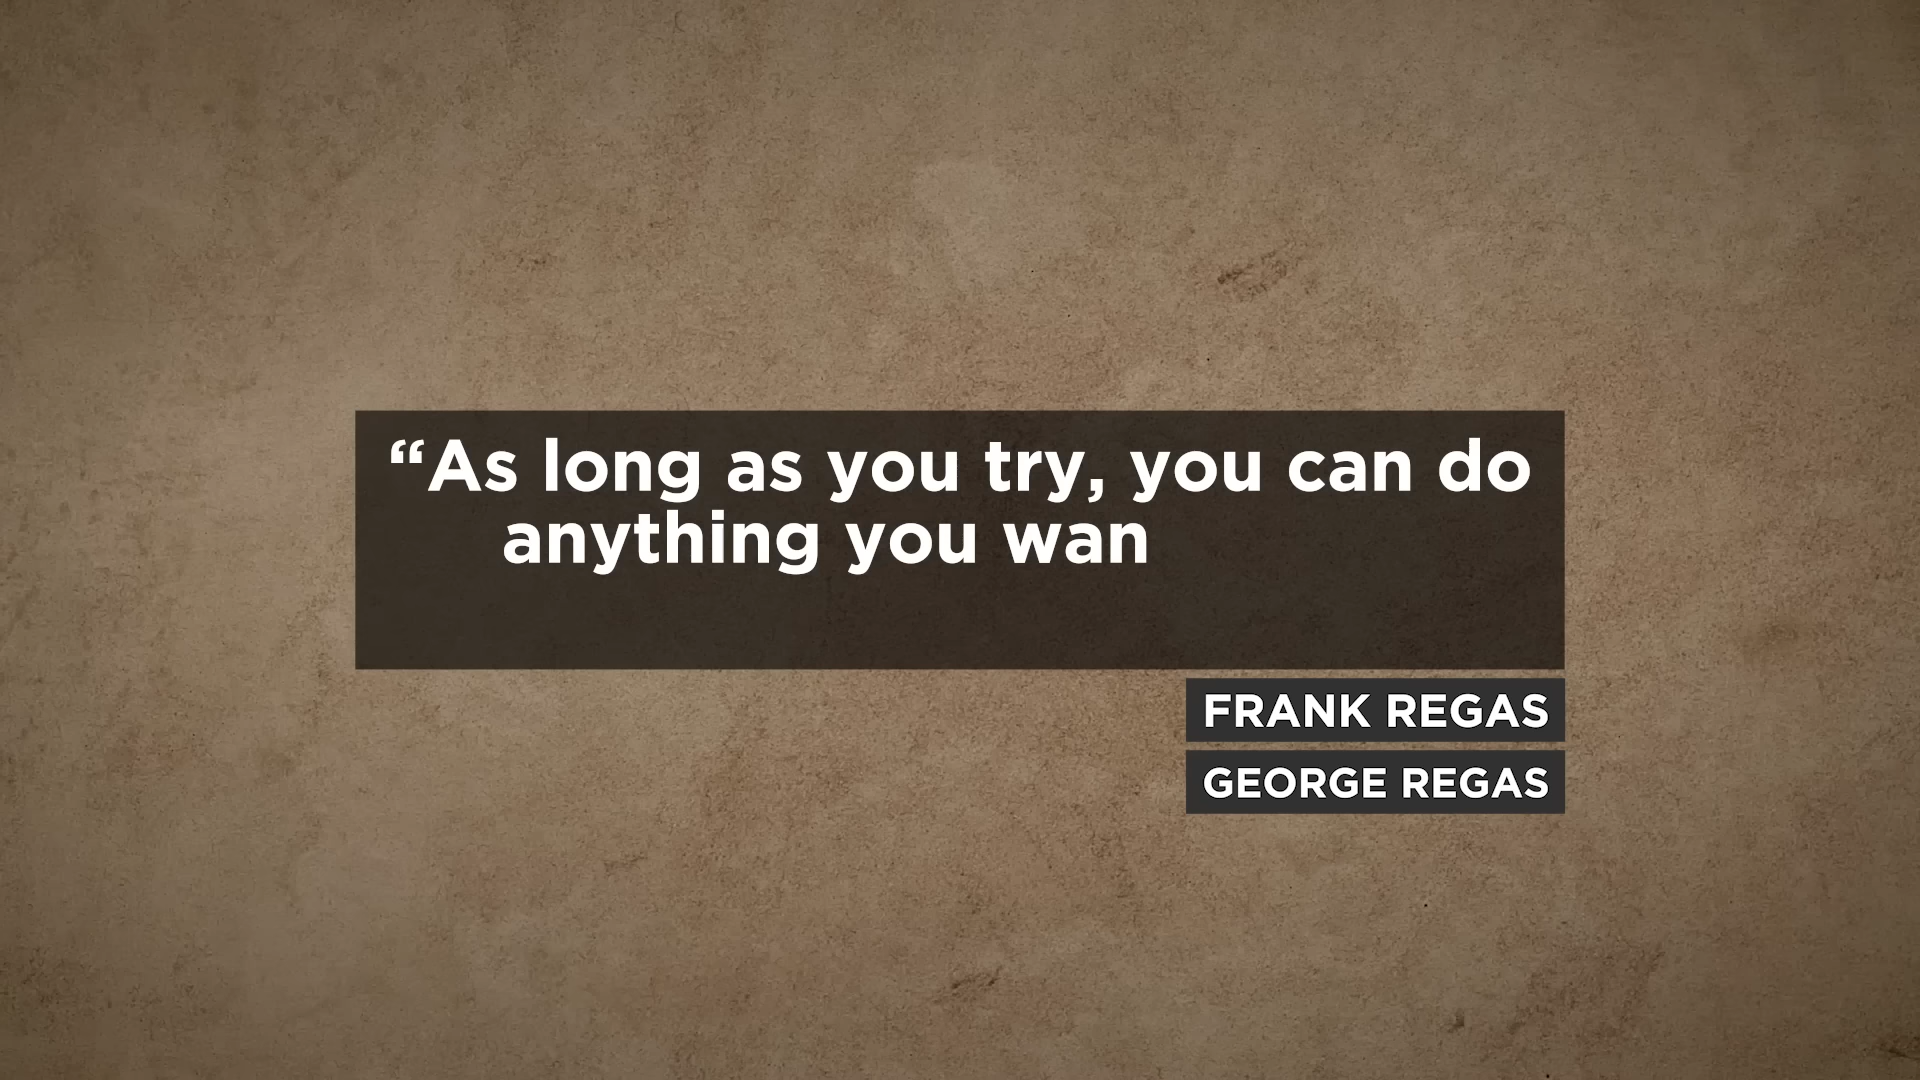 “As long as you try, you can do
anything you wan
FRANK REGAS
GEORGE REGAS